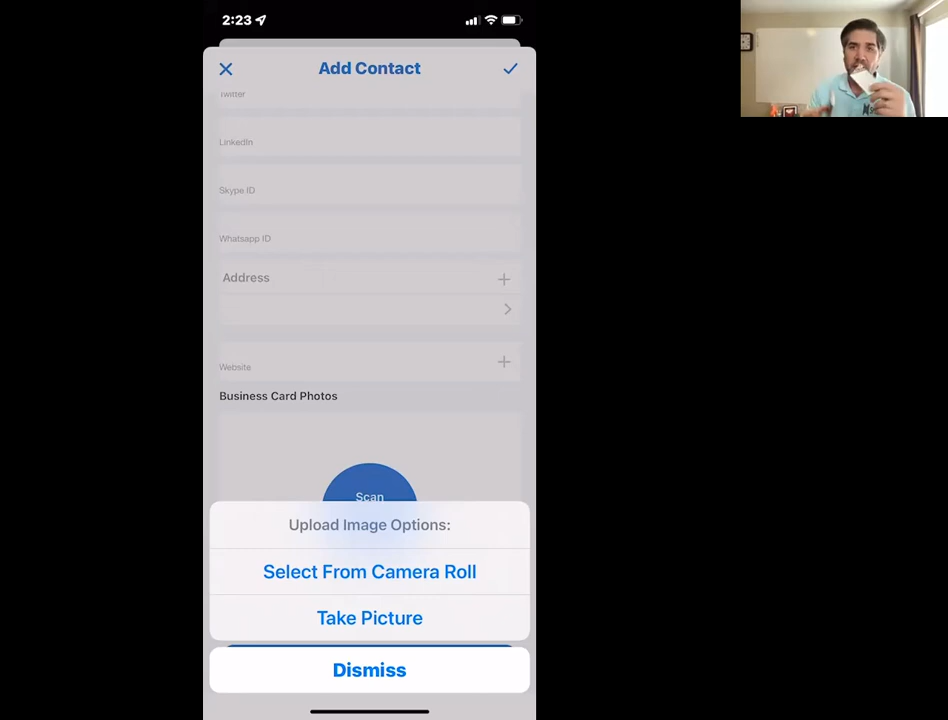 2:23
Add Contact
Twitter
LinkedIn
Skype ID
Whatsapp ID
Address
Website
Business Card Photos
Scan
Upload Image Options:
Select From Camera Roll
Take Picture
Dismiss